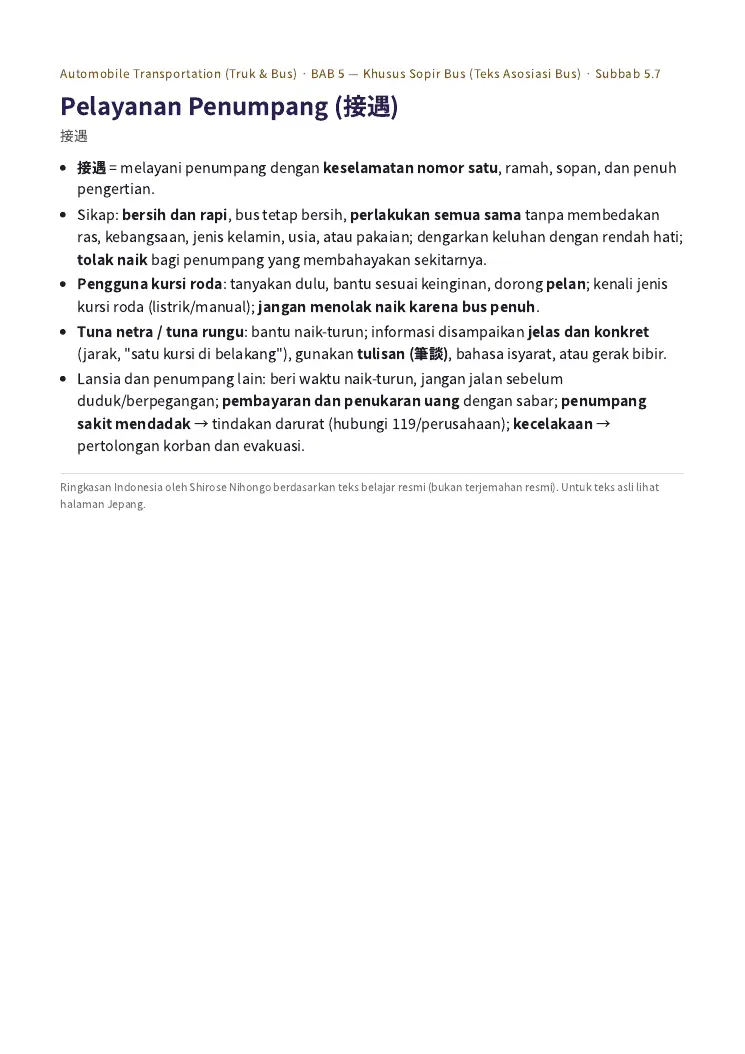 Automobile Transportation (Truk & Bus) · BAB 5 — Khusus Sopir Bus (Teks Asosiasi Bus) · Subbab 5.7
Pelayanan Penumpang (接遇)
接遇
• 接遇 = melayani penumpang dengan keselamatan nomor satu, ramah, sopan, dan penuh
pengertian.
• Sikap: bersih dan rapi, bus tetap bersih, perlakukan semua sama tanpa membedakan
ras, kebangsaan, jenis kelamin, usia, atau pakaian; dengarkan keluhan dengan rendah hati;
tolak naik bagi penumpang yang membahayakan sekitarnya.
• Pengguna kursi roda: tanyakan dulu, bantu sesuai keinginan, dorong pelan; kenali jenis
kursi roda (listrik/manual); jangan menolak naik karena bus penuh.
• Tuna netra / tuna rungu: bantu naik-turun; informasi disampaikan jelas dan konkret
(jarak, "satu kursi di belakang"), gunakan tulisan (筆談), bahasa isyarat, atau gerak bibir.
• Lansia dan penumpang lain: beri waktu naik-turun, jangan jalan sebelum
duduk/berpegangan; pembayaran dan penukaran uang dengan sabar; penumpang
sakit mendadak → tindakan darurat (hubungi 119/perusahaan); kecelakaan →
pertolongan korban dan evakuasi.
Ringkasan Indonesia oleh Shirose Nihongo berdasarkan teks belajar resmi (bukan terjemahan resmi). Untuk teks asli lihat
halaman Jepang.